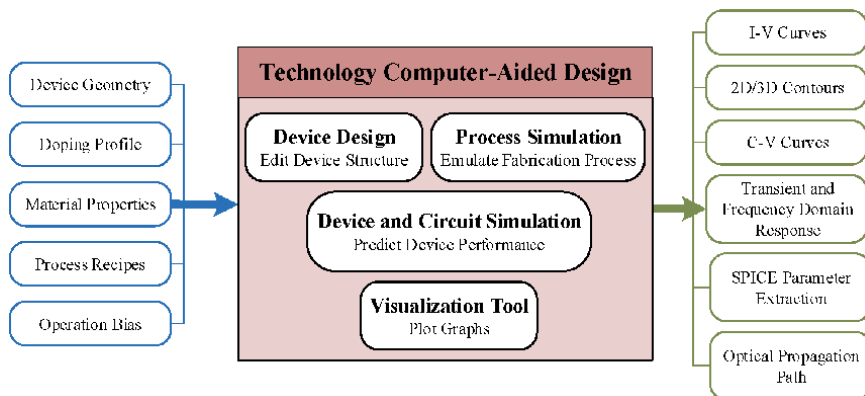 Device Geometry
Doping Profile
Material Properties
Process Recipes
Operation Bias
Technology Computer-Aided Design
Device Design
Edit Device Structure
Process Simulation
Emulate Fabrication Process
Device and Circuit Simulation
Predict Device Performance
Visualization Tool
Plot Graphs
I-V Curves
2D/3D Contours
C-V Curves
Transient and
Frequency Domain
Response
SPICE Parameter
Extraction
Optical Propagation
Path